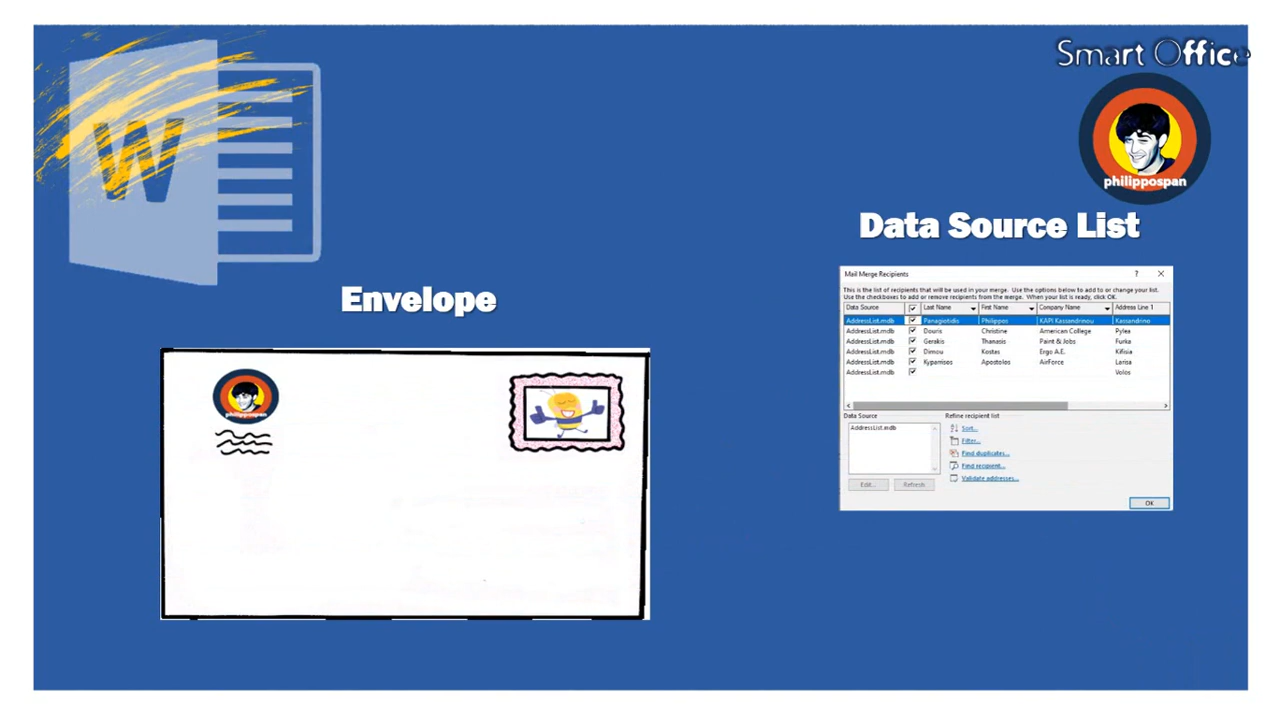 Smart Office
W
philippospan
Data Source List
Envelope
philippospan
Mail Merge Recipients ? X
This is the list of recipients that will be used in your merge. Use the options below to add to or change your list.
Use the checkboxes to add or remove recipients from the merge. When your list is ready, click OK.
Data Source Last Name First Name Company Name Address Line 1
AddressList.mdb Panagiotidis Philippos KAPI Kassandrinou Kassandrino
AddressList.mdb Douris Christine American College Pylea
AddressList.mdb Gerakis Thanasis Paint & Jobs Furka
AddressList.mdb Dimou Kostas Ergo A.E. Kifisia
AddressList.mdb Kyparisos Apostolos AirForce Larisa
AddressList.mdb Volos
Data Source Refine recipient list
AddressList.mdb Sort...
Filter...
Find duplicates...
Find recipient...
Validate addresses...
Edit... Refresh
OK